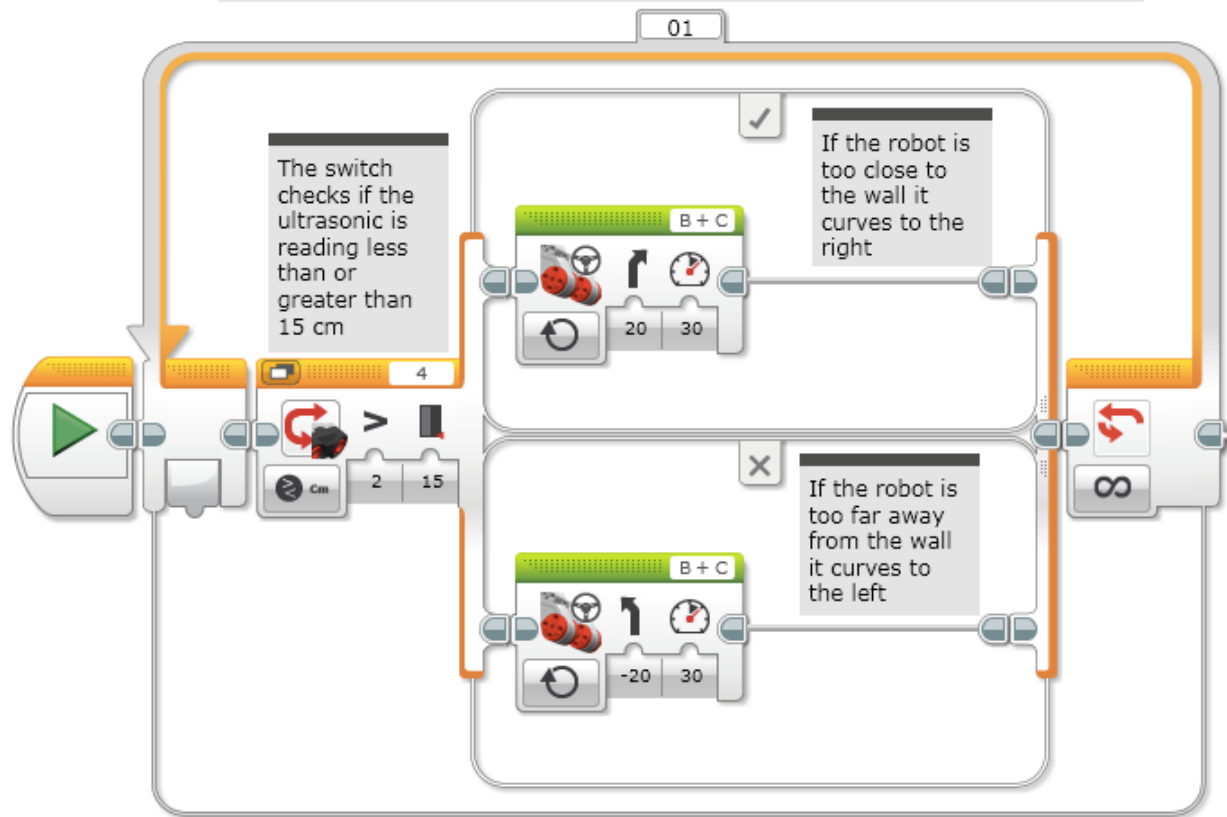 01
The switch
checks if the
ultrasonic is
reading less
than or
greater than
15 cm
If the robot is
too close to
the wall it
curves to the
right
B + C
20 30
4
>
Cm 2 15
If the robot is
too far away
from the wall
it curves to
the left
B + C
-20 30
∞